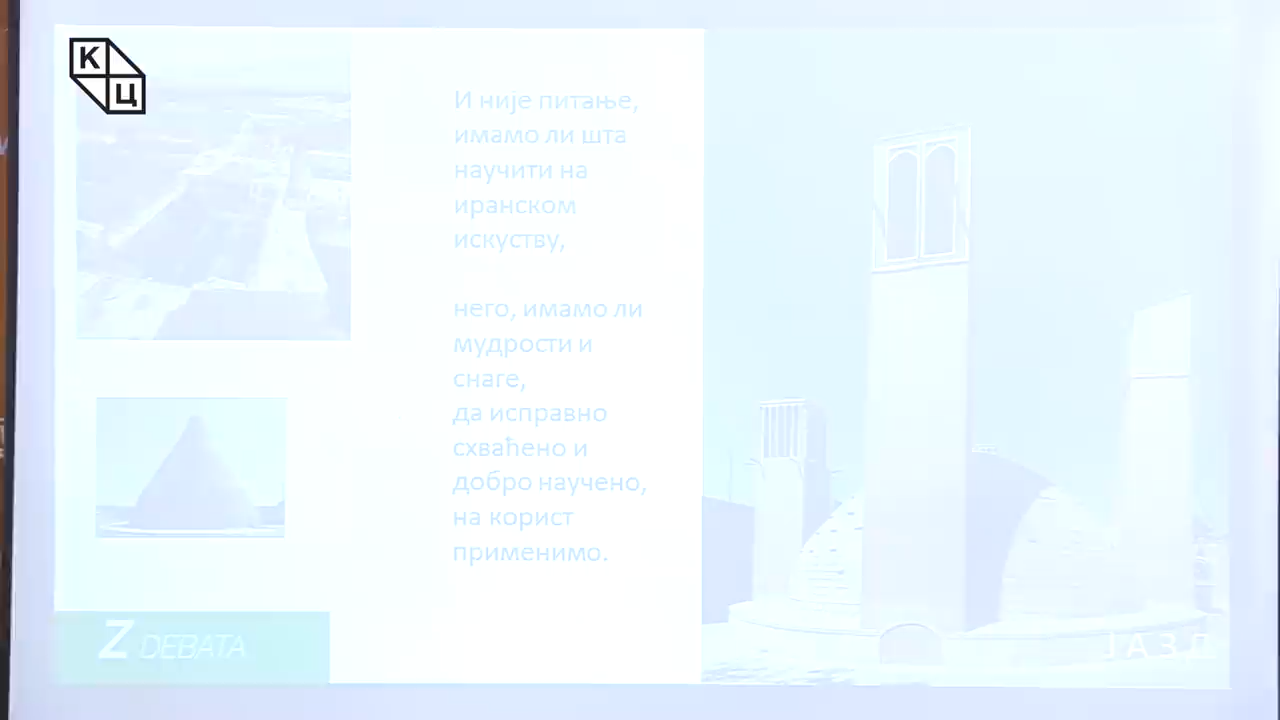 К
Ц
И није питање,
имамо ли шта
научити на
иранском
искуству,
него, имамо ли
мудрости и
снаге,
да исправно
схваћено и
добро научено,
на корист
применимо.
Z DEBATA
ЈАЗД